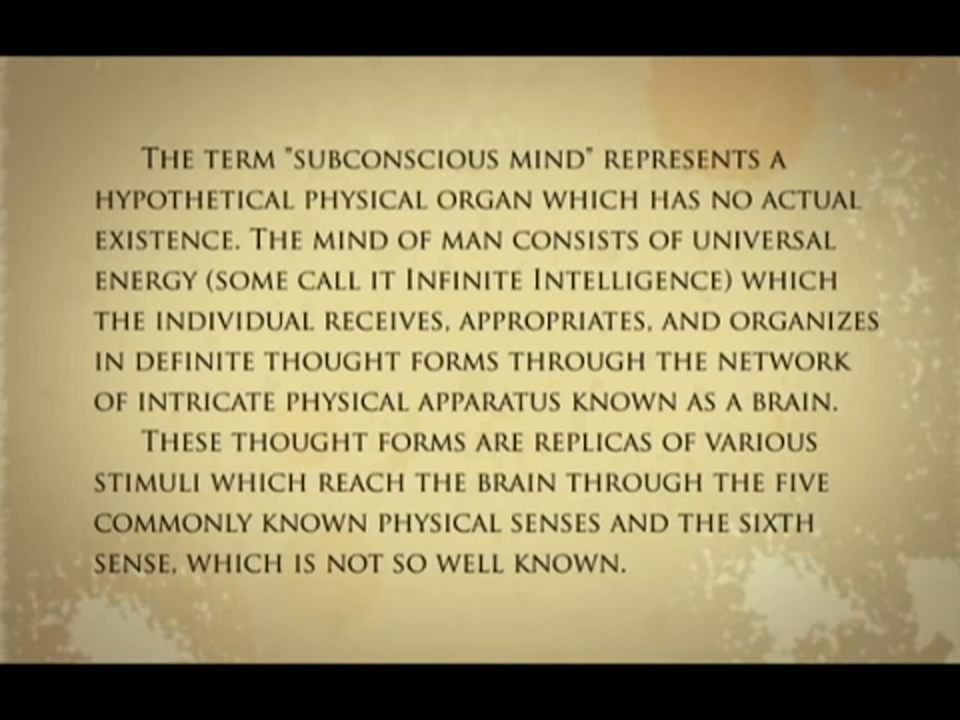 The term "subconscious mind" represents a
hypothetical physical organ which has no actual
existence. The mind of man consists of universal
energy (some call it Infinite Intelligence) which
the individual receives, appropriates, and organizes
in definite thought forms through the network
of intricate physical apparatus known as a brain.
These thought forms are replicas of various
stimuli which reach the brain through the five
commonly known physical senses and the sixth
sense, which is not so well known.